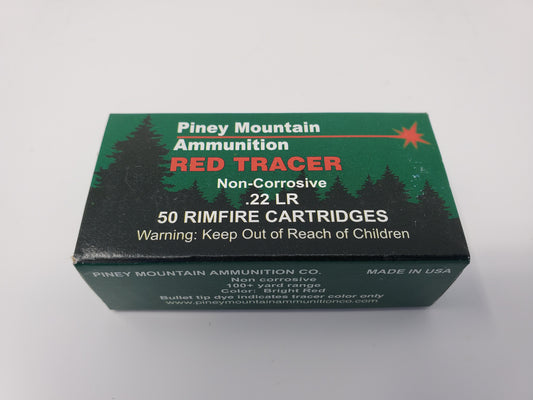 Piney Mountain
Ammunition
RED TRACER
Non-Corrosive
.22 LR
50 RIMFIRE CARTRIDGES
Warning: Keep Out of Reach of Children
PINEY MOUNTAIN AMMUNITION CO. MADE IN USA
Non corrosive
100+ yard range
Color: Bright Red
Bullet tip dye indicates tracer color only
www.pineymountainammunitionco.com